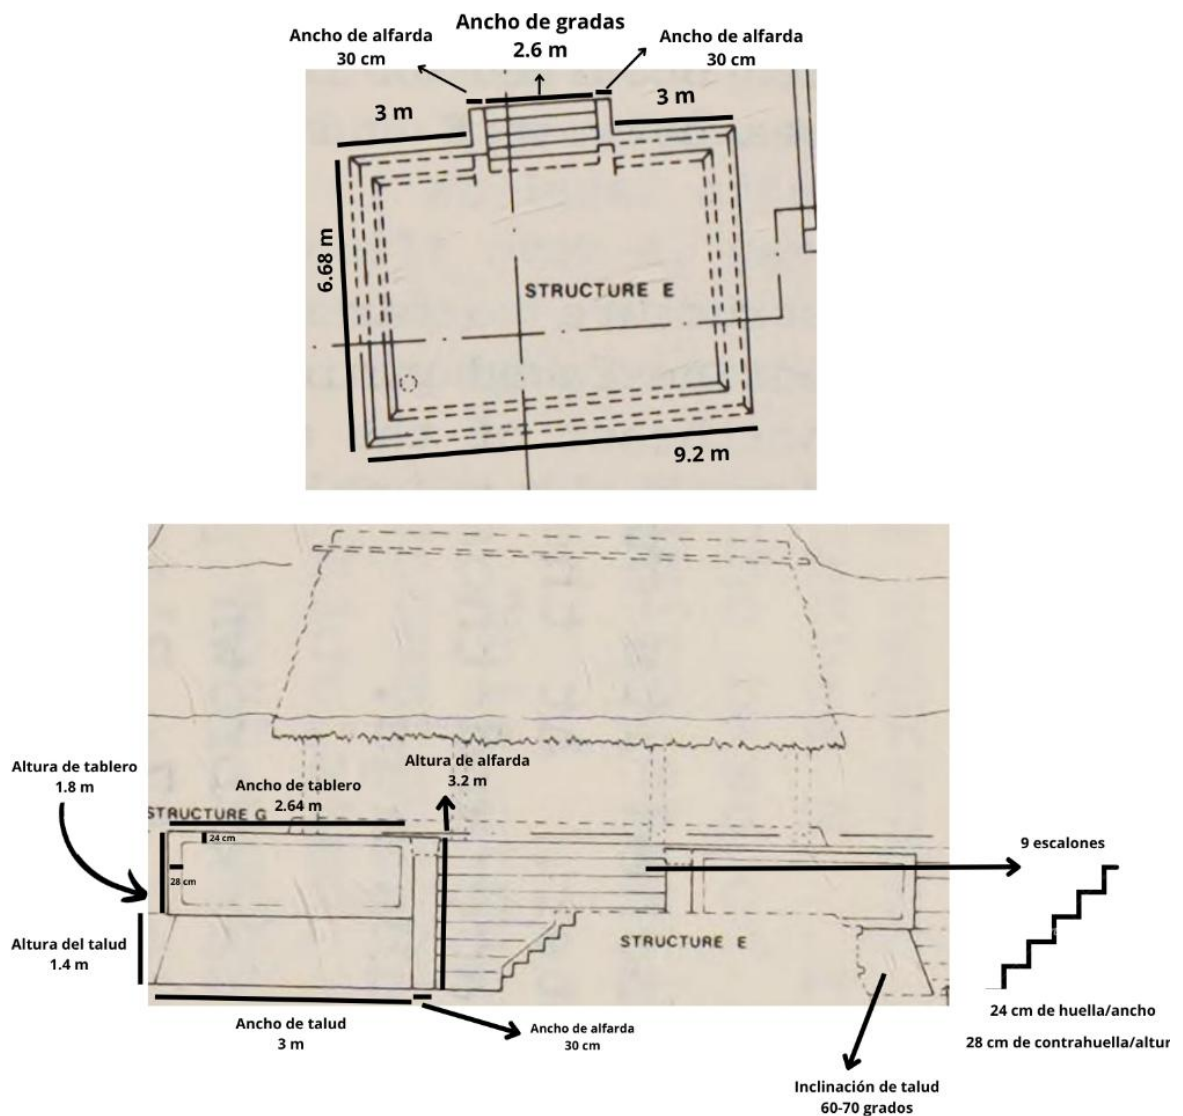 Ancho de gradas
2.6 m
Ancho de alfarda
30 cm
Ancho de alfarda
30 cm
3 m
3 m
6.68 m
STRUCTURE E
9.2 m
Altura de tablero
1.8 m
Altura de alfarda
3.2 m
Ancho de tablero
2.64 m
STRUCTURE G
24 cm
28 cm
9 escalones
Altura del talud
1.4 m
STRUCTURE E
24 cm de huella/ancho
28 cm de contrahuella/altur
Ancho de talud
3 m
Ancho de alfarda
30 cm
Inclinación de talud
60-70 grados